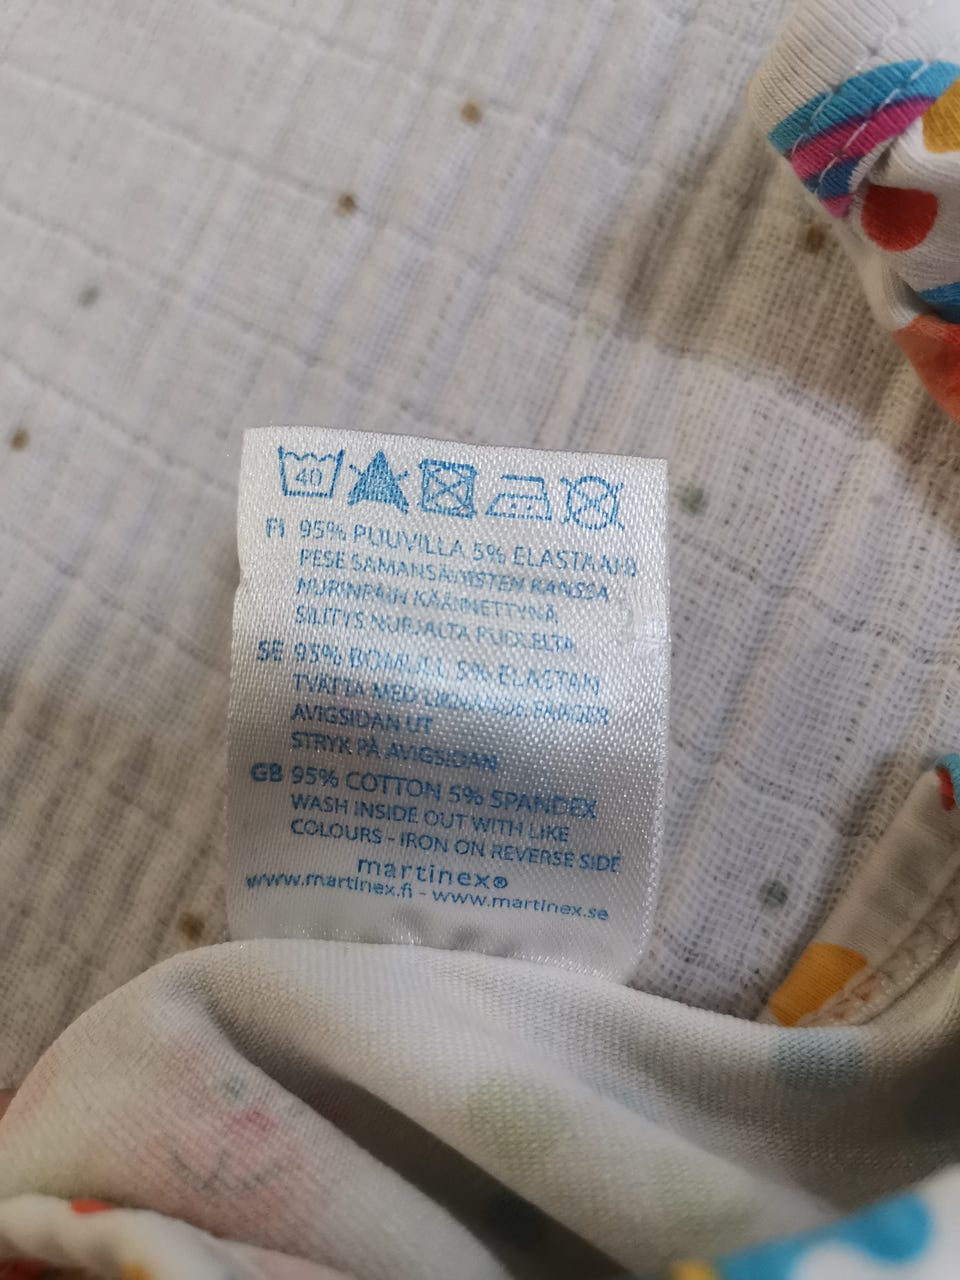 40
FI 95% PUUVILLA 5% ELASTAANI
PESE SAMANSÄVISTEN KANSSA
NURINPÄIN KÄÄNNETTYNÄ
SILITYS NURJALTA PUOLELTA
SE 95% BOMULL 5% ELASTAN
TVÄTTA MED LIKNANDE FÄRGER
AVIGSIDAN UT
STRYK PÅ AVIGSIDAN
GB 95% COTTON 5% SPANDEX
WASH INSIDE OUT WITH LIKE
COLOURS - IRON ON REVERSE SIDE
martinex®
www.martinex.fi - www.martinex.se